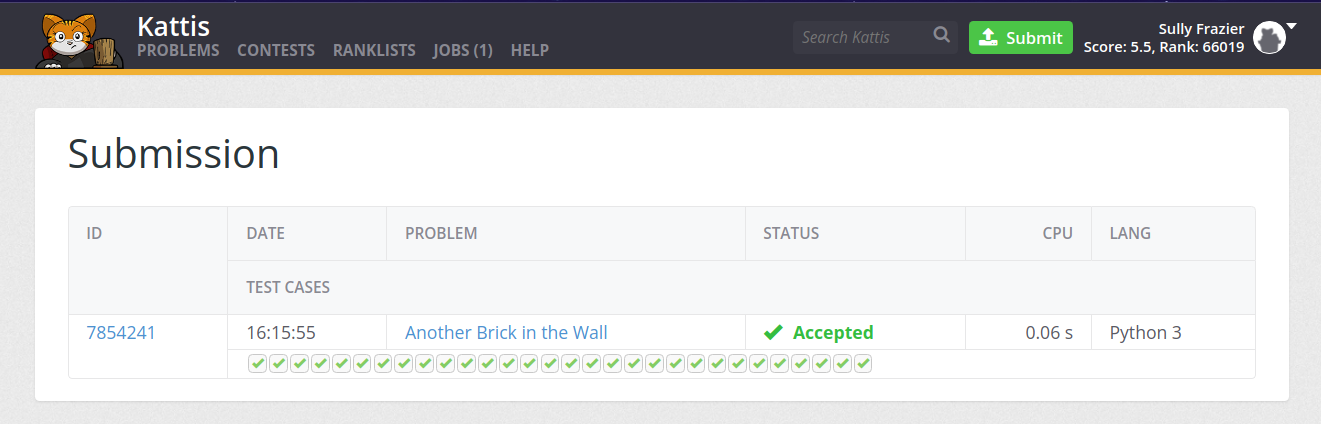 Kattis
PROBLEMS CONTESTS RANKLISTS JOBS (1) HELP
Search Kattis
Submit
Sully Frazier
Score: 5.5, Rank: 66019
Submission
ID DATE PROBLEM STATUS CPU LANG
TEST CASES
7854241 16:15:55 Another Brick in the Wall Accepted 0.06 s Python 3